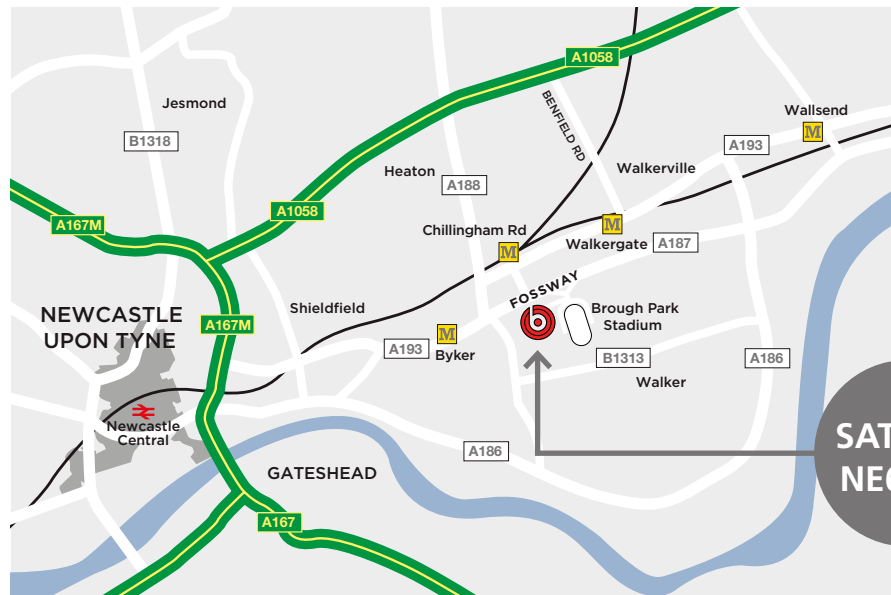 A1058
Jesmond
BENFIELD RD
Wallsend
M
B1318
A193
Heaton
Walkerville
A188
A1058
A167M
Chillingham Rd
M
M
Walkergate
A187
FOSSWAY
Shieldfield
NEWCASTLE
UPON TYNE
A167M
Brough Park
Stadium
M
Byker
A193
B1313
A186
Walker
Newcastle
Central
SAT
A186
GATESHEAD
A167